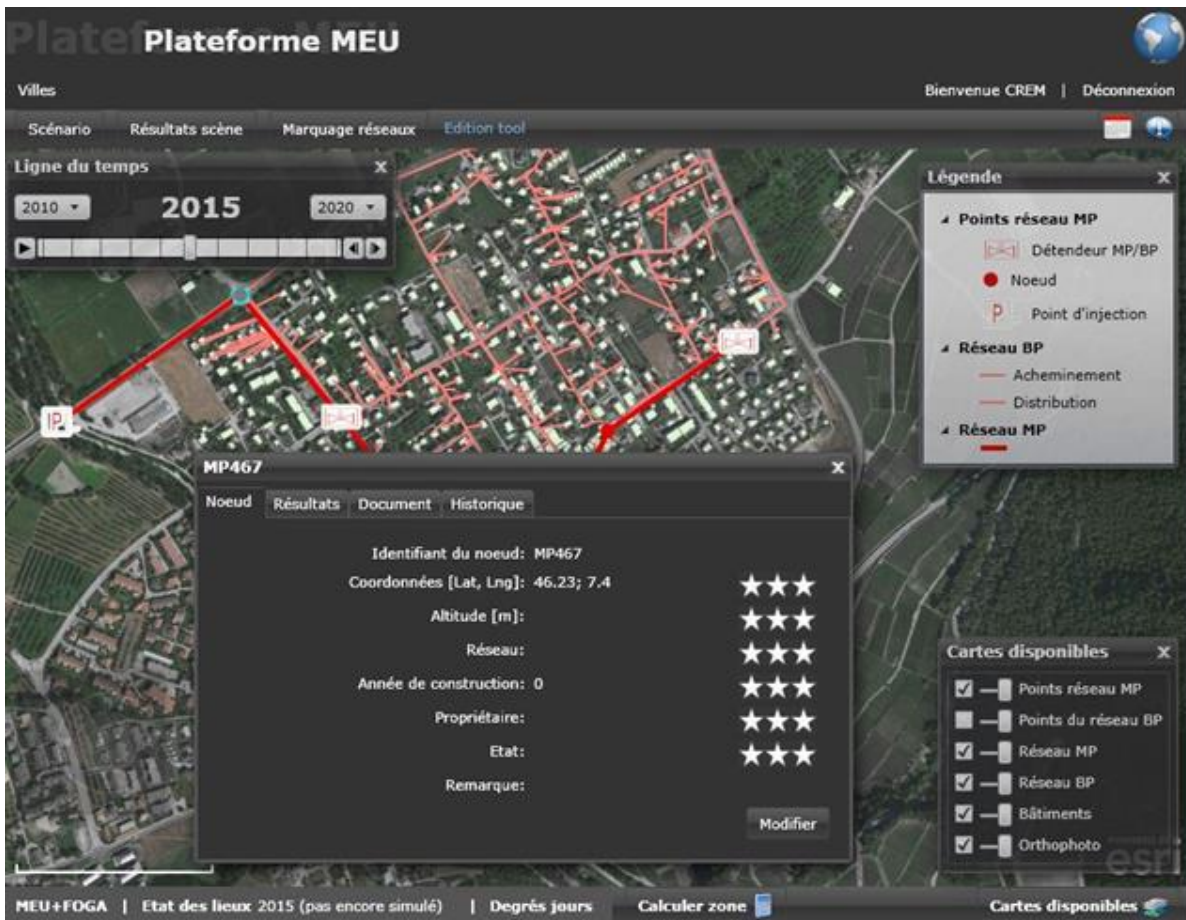 Plateforme MEU
Plateforme MEU
Villes
Bienvenue CREM | Déconnexion
Scénario Résultats scène Marquage réseaux Edition tool
Ligne du temps x
2010 2015 2020
Légende x
Points réseau MP
Détendeur MP/BP
Noeud
P Point d'injection
Réseau BP
Acheminement
Distribution
Réseau MP
P
MP467 x
Noeud Résultats Document Historique
Identifiant du noeud: MP467
Coordonnées [Lat, Lng]: 46.23; 7.4
Altitude [m]:
Réseau:
Année de construction: 0
Propriétaire:
Etat:
Remarque:
Modifier
Cartes disponibles x
Points réseau MP
Points du réseau BP
Réseau MP
Réseau BP
Bâtiments
Orthophoto
esri
MEU+FOGA | Etat des lieux 2015 (pas encore simulé) | Degrés jours Calculer zone Cartes disponibles